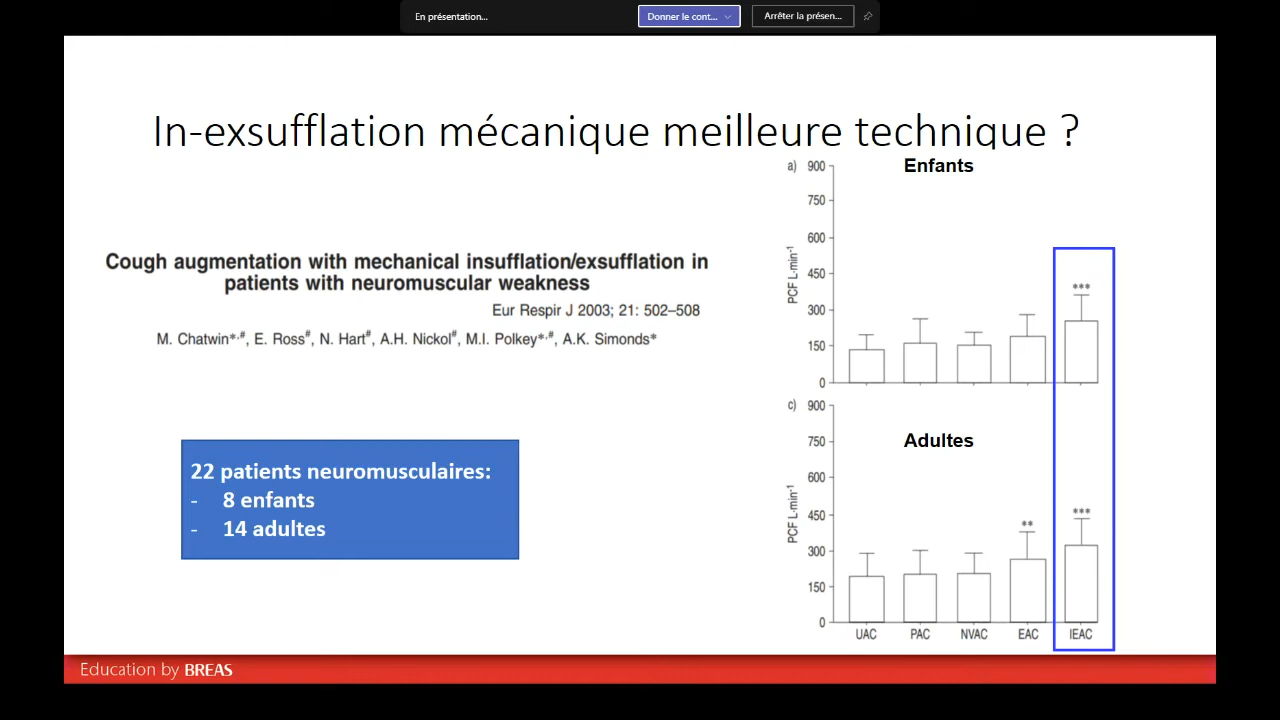 En présentation...
Donner le cont...
Arrêter la présen...
In-exsufflation mécanique meilleure technique ?
Cough augmentation with mechanical insufflation/exsufflation in
patients with neuromuscular weakness
Eur Respir J 2003; 21: 502–508
M. Chatwin*,#, E. Ross#, N. Hart#, A.H. Nickol#, M.I. Polkey*,#, A.K. Simonds*
22 patients neuromusculaires:
- 8 enfants
- 14 adultes
a)
Enfants
900
750
600
450
300
150
0
PCF L·min-1
***
c)
Adultes
900
750
600
450
300
150
0
PCF L·min-1
**
***
UAC PAC NVAC EAC IEAC
Education by BREAS